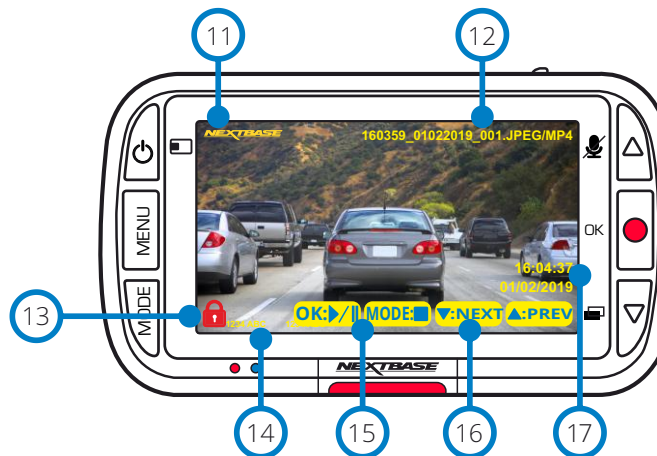 11
12
NEXTBASE
160359_01022019_001.JPEG/MP4
MENU
OK
16:04:37
01/02/2019
MODE
13
OK:▶/|| MODE:■ ▼:NEXT ▲:PREV
NEXTBASE
14
15
16
17